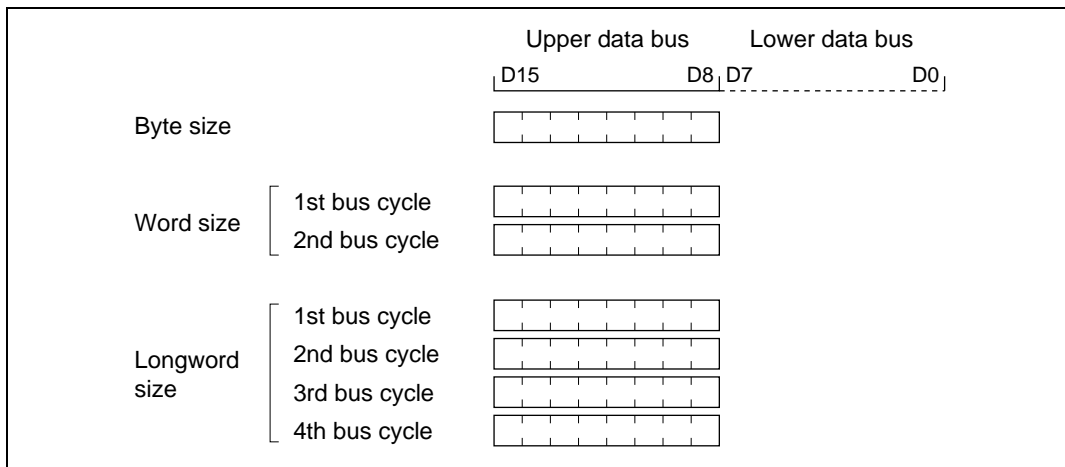 Upper data bus Lower data bus
D15 D8 D7 D0
Byte size
Word size
1st bus cycle
2nd bus cycle
Longword
size
1st bus cycle
2nd bus cycle
3rd bus cycle
4th bus cycle